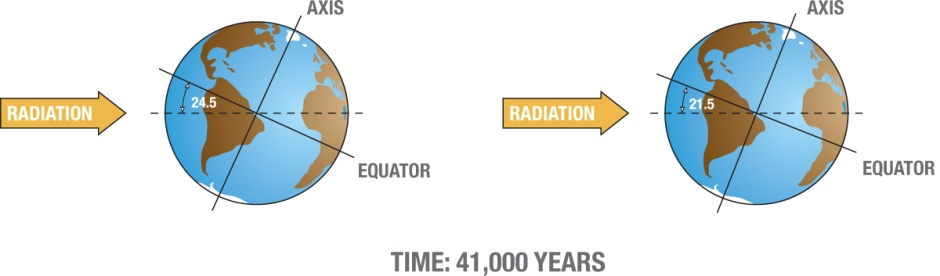 AXIS
24.5
RADIATION
EQUATOR
AXIS
21.5
RADIATION
EQUATOR
TIME: 41,000 YEARS